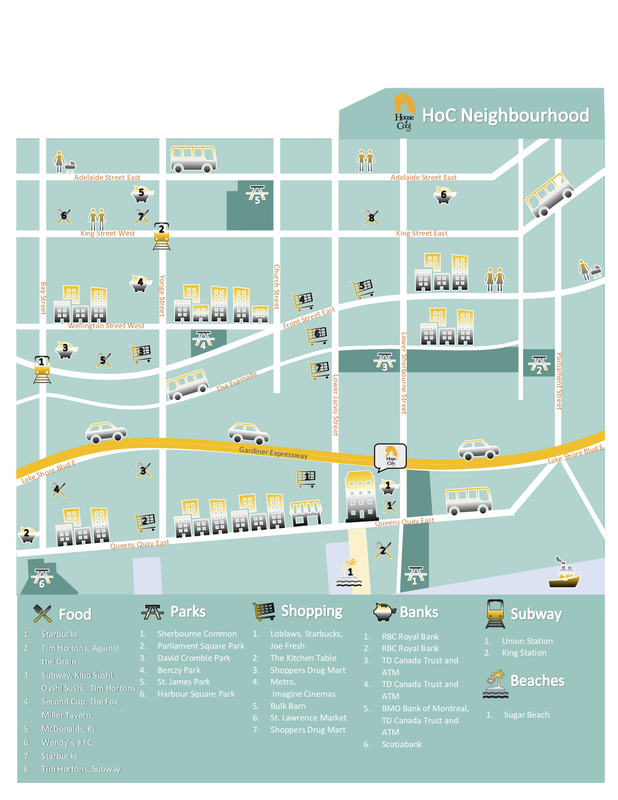 House
of
Cool
HoC Neighbourhood
Adelaide Street East
Adelaide Street East
5
6
5
6
7
8
2
King Street West
King Street East
Bay Street
Yonge Street
Church Street
4
4
5
Front Street East
Wellington Street West
6
3
3
4
3
2
1
7
The Esplnade
Lower Jarvis Street
Lower Sherbourne Street
Parliament Street
Gardiner Expressway
House
of
Cool
Lake Shore Blvd E
Lake Shore Blvd E
3
4
1
1
1
2
2
Queens Quay East
Queens Quay East
2
6
1
1
Food
1. Starbucks
2. Tim Hortons, Against
the Grain
3. Subway, Kibo Sushi,
Oyshi Sushi, Tim Hortons
4. Second Cup, The Fox,
Miller Tavern
5. McDonalds, Ki
6. Wendy's, KFC
7. Starbucks
8. Tim Hortons, Subway
Parks
1. Sherbourne Common
2. Parliament Square Park
3. David Crombie Park
4. Berczy Park
5. St. James Park
6. Harbour Square Park
Shopping
1. Loblaws, Starbucks,
Joe Fresh
2. The Kitchen Table
3. Shoppers Drug Mart
4. Metro,
Imagine Cinemas
5. Bulk Barn
6. St. Lawrence Market
7. Shoppers Drug Mart
Banks
1. RBC Royal Bank
2. RBC Royal Bank
3. TD Canada Trust and
ATM
4. TD Canada Trust and
ATM
5. BMO Bank of Montreal,
TD Canada Trust and
ATM
6. Scotiabank
Subway
1. Union Station
2. King Station
Beaches
1. Sugar Beach